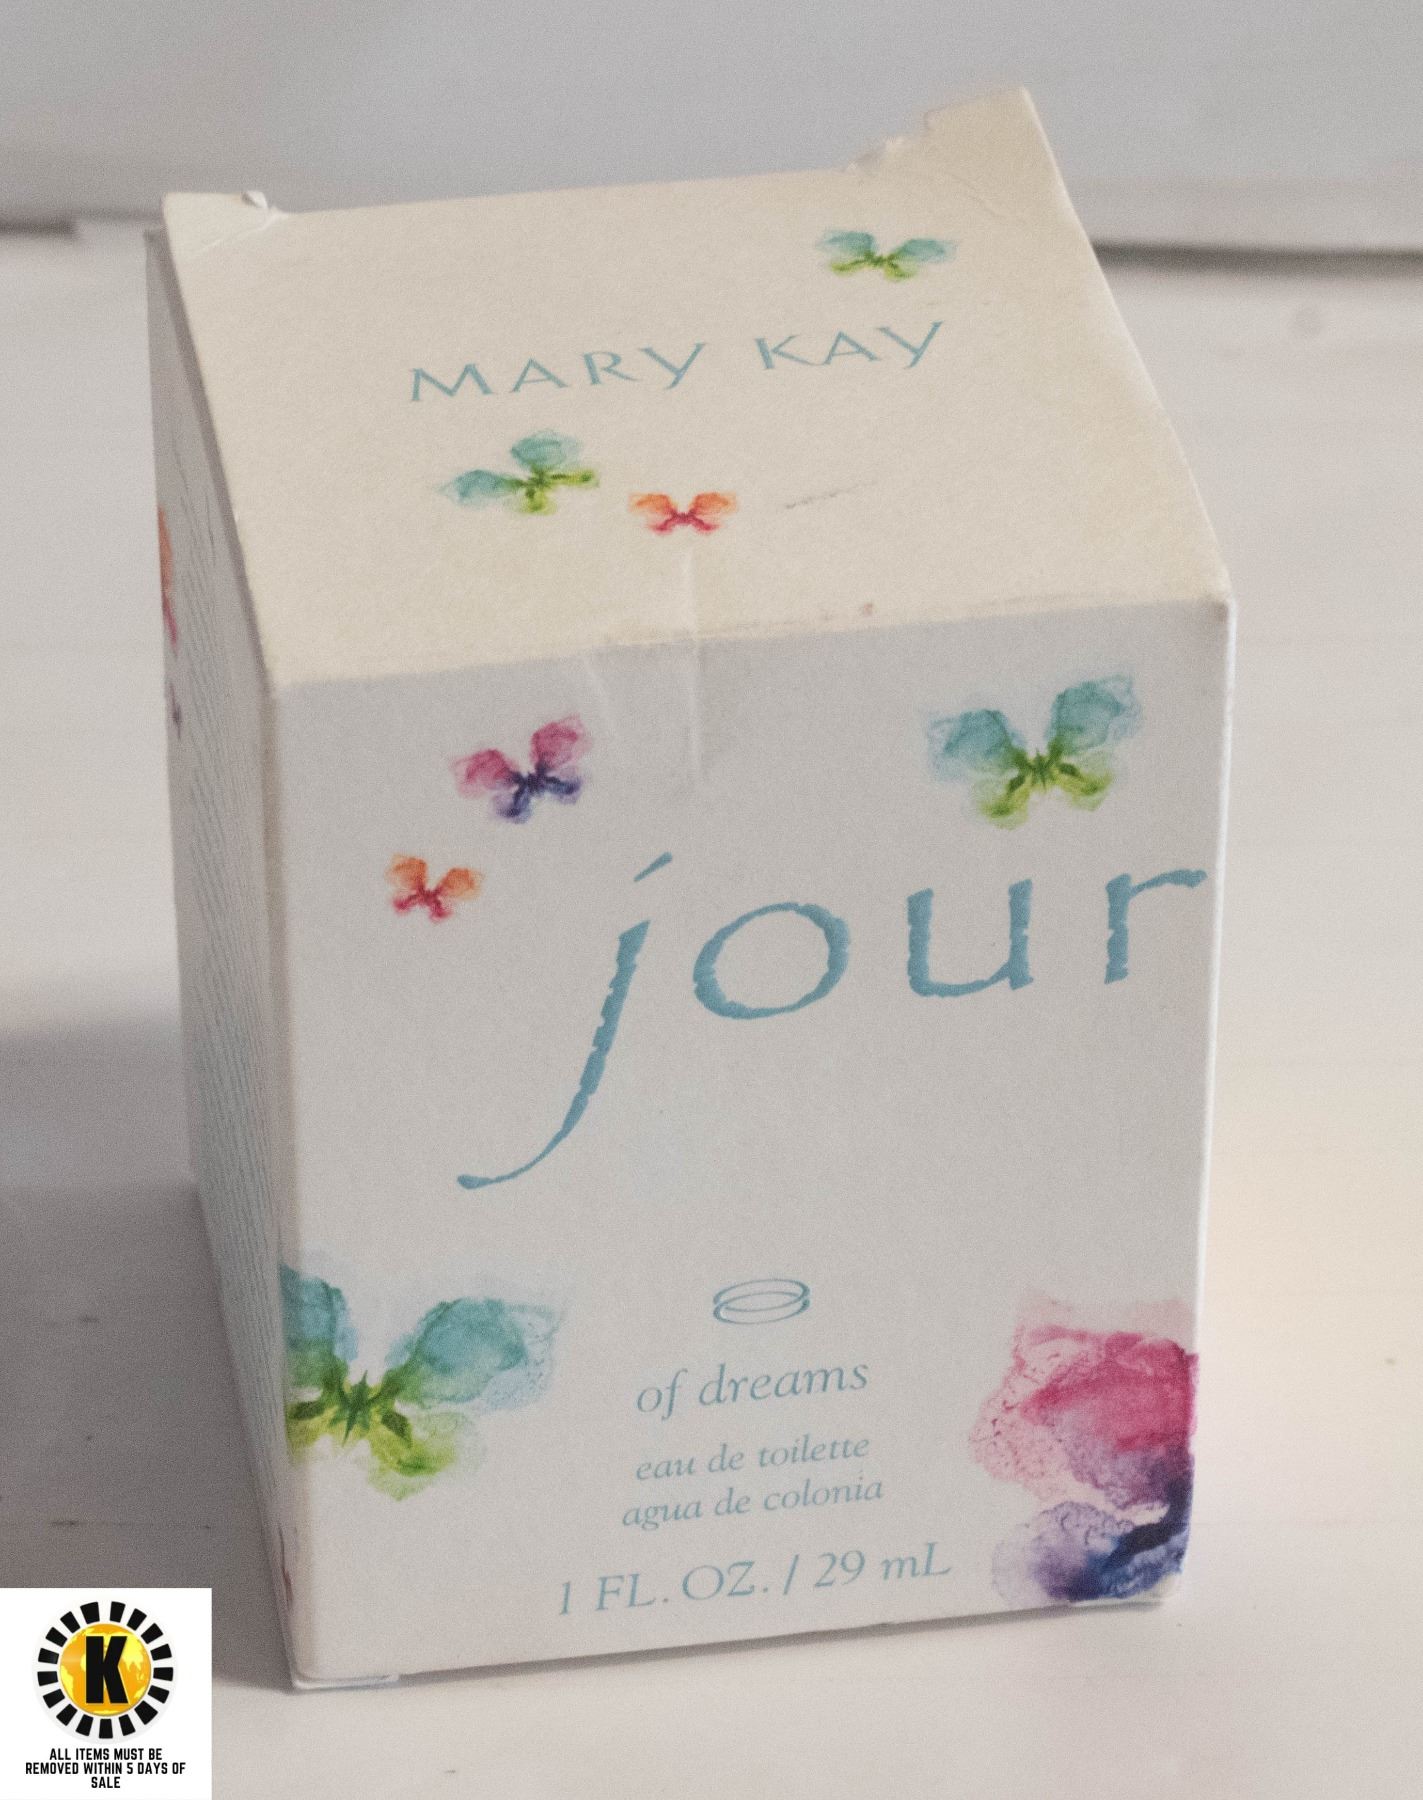 MARY KAY
jour
of dreams
eau de toilette
agua de colonia
1 FL. OZ. / 29 mL
K
ALL ITEMS MUST BE
REMOVED WITHIN 5 DAYS OF
SALE